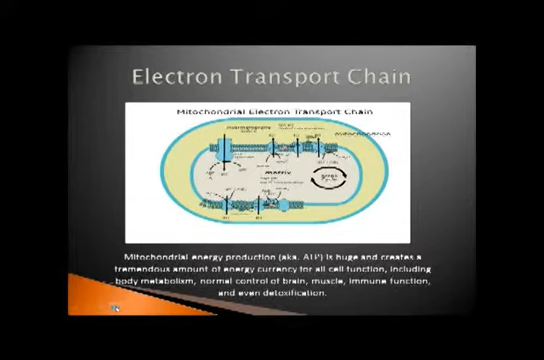 Electron Transport Chain
Mitochondrial Electron Transport Chain
mitochondrion
matrix
Mitochondrial energy production (aka. ATP) is huge and creates a
tremendous amount of energy currency for all cell function, including
body metabolism, normal control of brain, muscle, immune function,
and even detoxification.